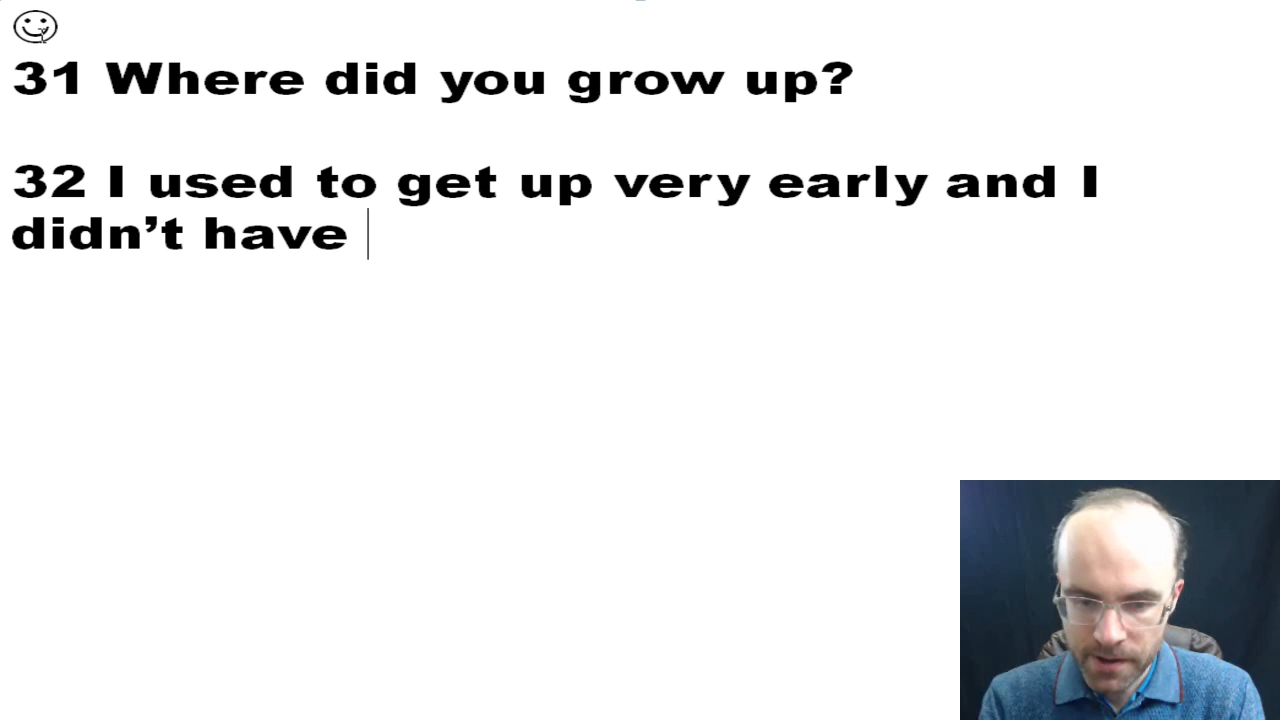 31 Where did you grow up?
32 I used to get up very early and I
didn’t have